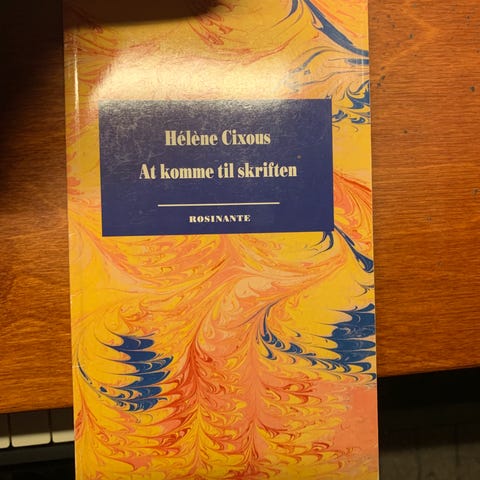 Hélène Cixous
At komme til skriften
ROSINANTE